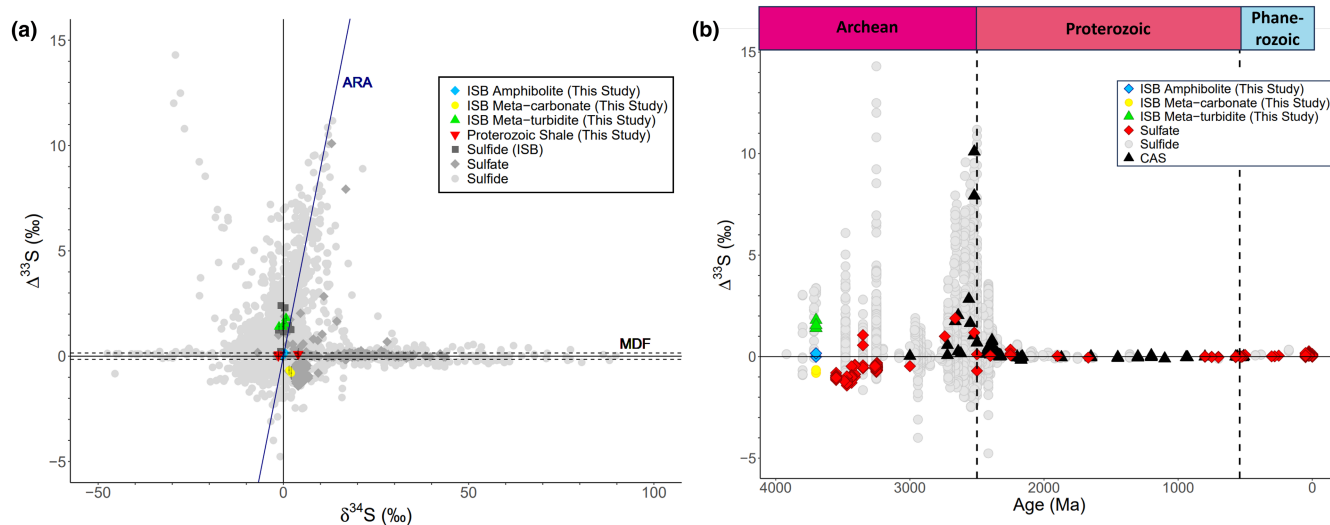 (a)
15
10
5
0
−5
Δ³³S (‰)
−50
0
50
100
δ³⁴S (‰)
ARA
MDF
ISB Amphibolite (This Study)
ISB Meta−carbonate (This Study)
ISB Meta−turbidite (This Study)
Proterozoic Shale (This Study)
Sulfide (ISB)
Sulfate
Sulfide
(b)
Archean
Proterozoic
Phane-
rozoic
15
10
5
0
−5
Δ³³S (‰)
4000
3000
2000
1000
0
Age (Ma)
ISB Amphibolite (This Study)
ISB Meta−carbonate (This Study)
ISB Meta−turbidite (This Study)
Sulfate
Sulfide
CAS